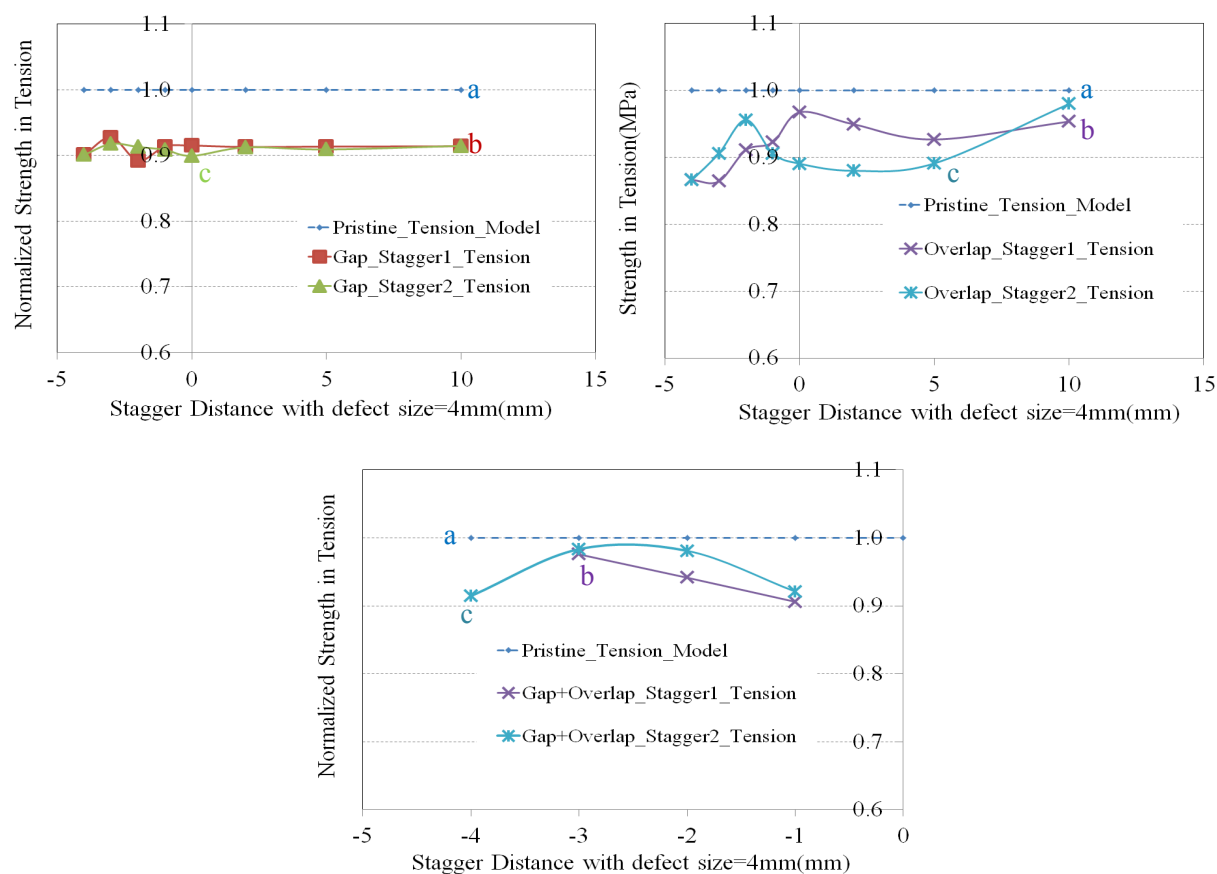 Normalized Strength in Tension
1.1
1.0
0.9
0.8
0.7
0.6
a
b
c
Pristine_Tension_Model
Gap_Stagger1_Tension
Gap_Stagger2_Tension
-5 0 5 10 15
Stagger Distance with defect size=4mm(mm)
Strength in Tension(MPa)
1.1
1.0
0.9
0.8
0.7
0.6
a
b
c
Pristine_Tension_Model
Overlap_Stagger1_Tension
Overlap_Stagger2_Tension
-5 0 5 10 15
Stagger Distance with defect size=4mm(mm)
Normalized Strength in Tension
1.1
1.0
0.9
0.8
0.7
0.6
a
b
c
Pristine_Tension_Model
Gap+Overlap_Stagger1_Tension
Gap+Overlap_Stagger2_Tension
-5 -4 -3 -2 -1 0
Stagger Distance with defect size=4mm(mm)